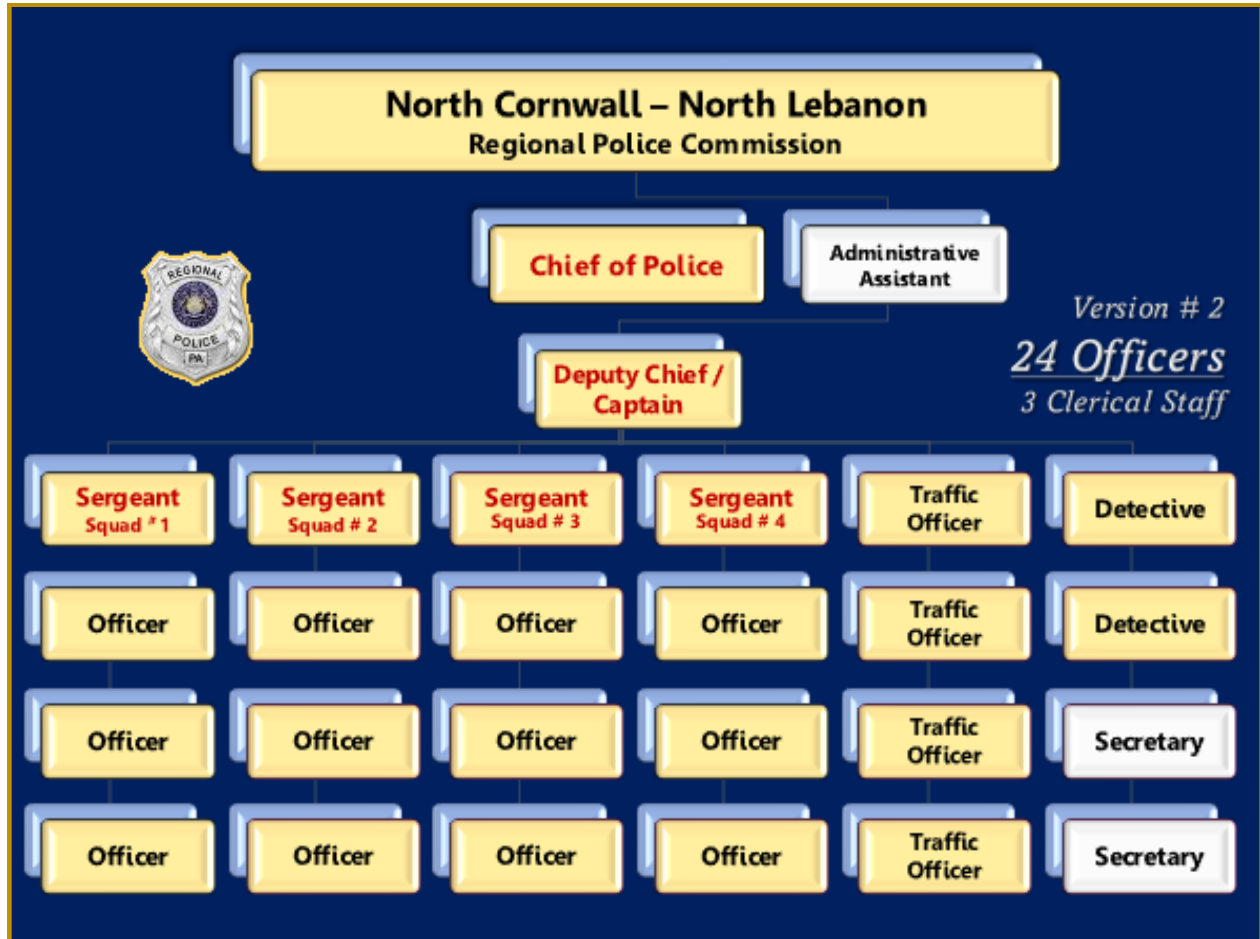 North Cornwall – North Lebanon
Regional Police Commission
Chief of Police
Administrative
Assistant
REGIONAL
POLICE
PA
Version # 2
24 Officers
3 Clerical Staff
Deputy Chief /
Captain
Sergeant
Squad # 1
Sergeant
Squad # 2
Sergeant
Squad # 3
Sergeant
Squad # 4
Traffic
Officer
Detective
Officer
Officer
Officer
Officer
Traffic
Officer
Detective
Officer
Officer
Officer
Officer
Traffic
Officer
Secretary
Officer
Officer
Officer
Officer
Traffic
Officer
Secretary